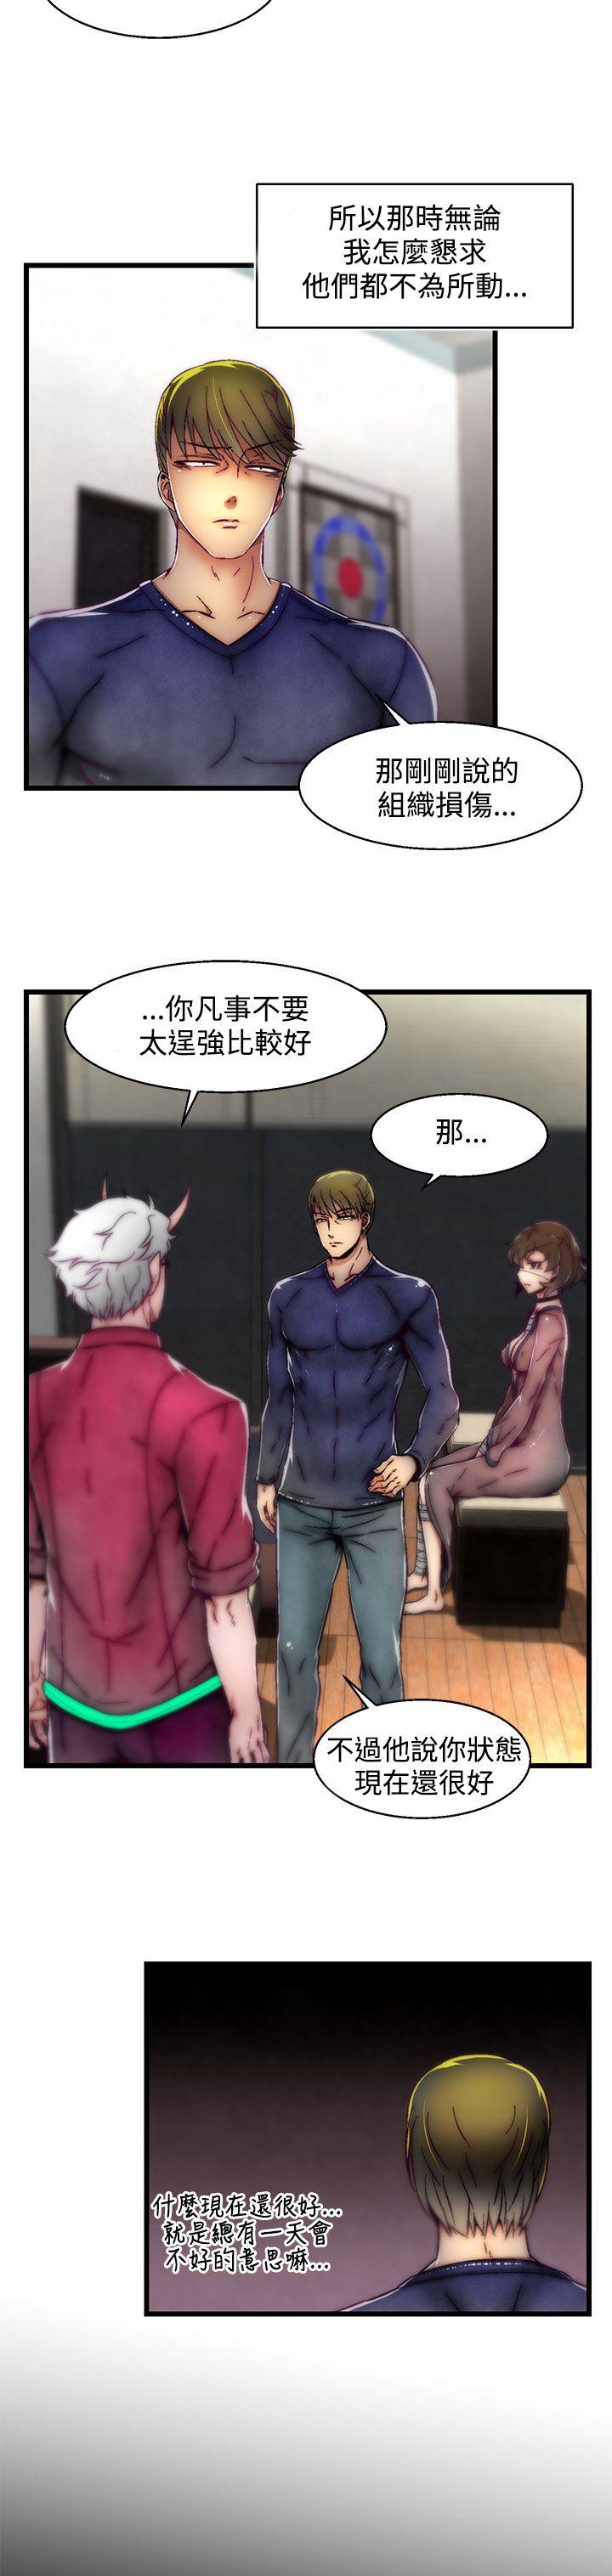 所以那時無論
我怎麼懇求
他們都不為所動...
那剛剛說的
組織損傷...
...你凡事不要
太逞強比較好
那...
不過他說你狀態
現在還很好
什麼現在還很好...
就是總有一天會
不好的意思嘛...